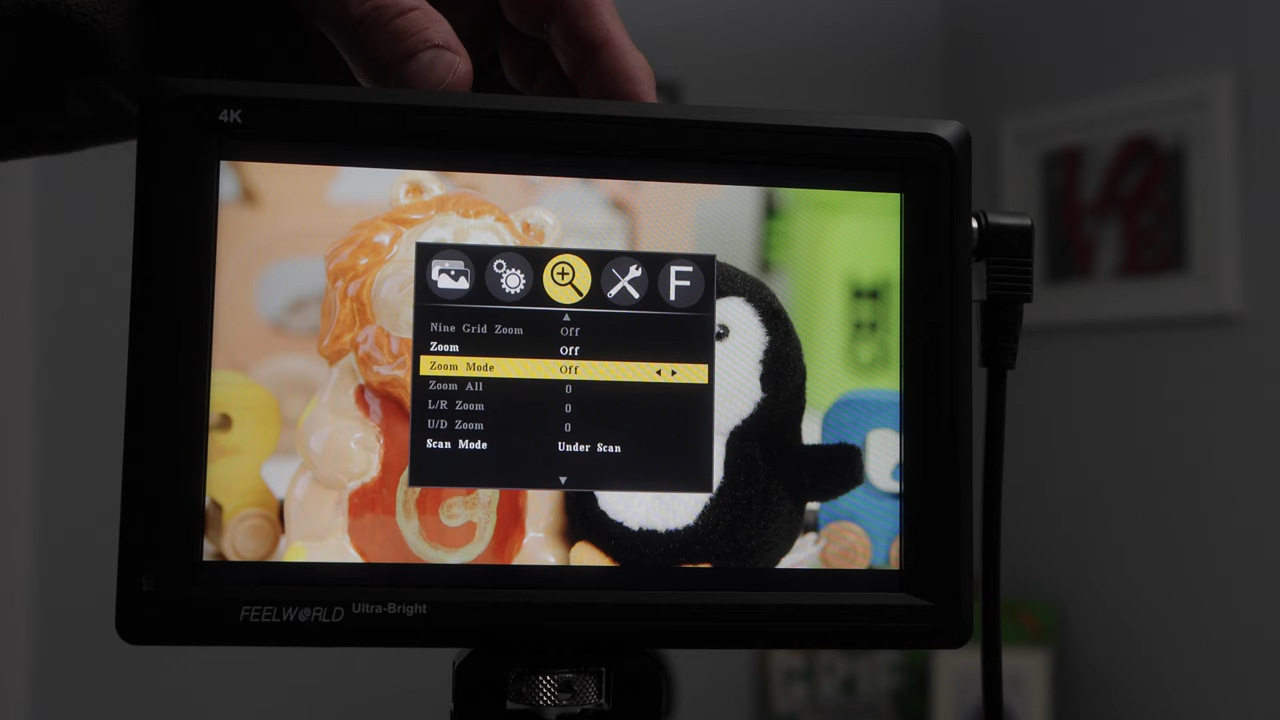 4K
F
Nine Grid Zoom Off
Zoom Off
Zoom Mode Off
Zoom All 0
L/R Zoom 0
U/D Zoom 0
Scan Mode Under Scan
G
FEELWORLD Ultra-Bright